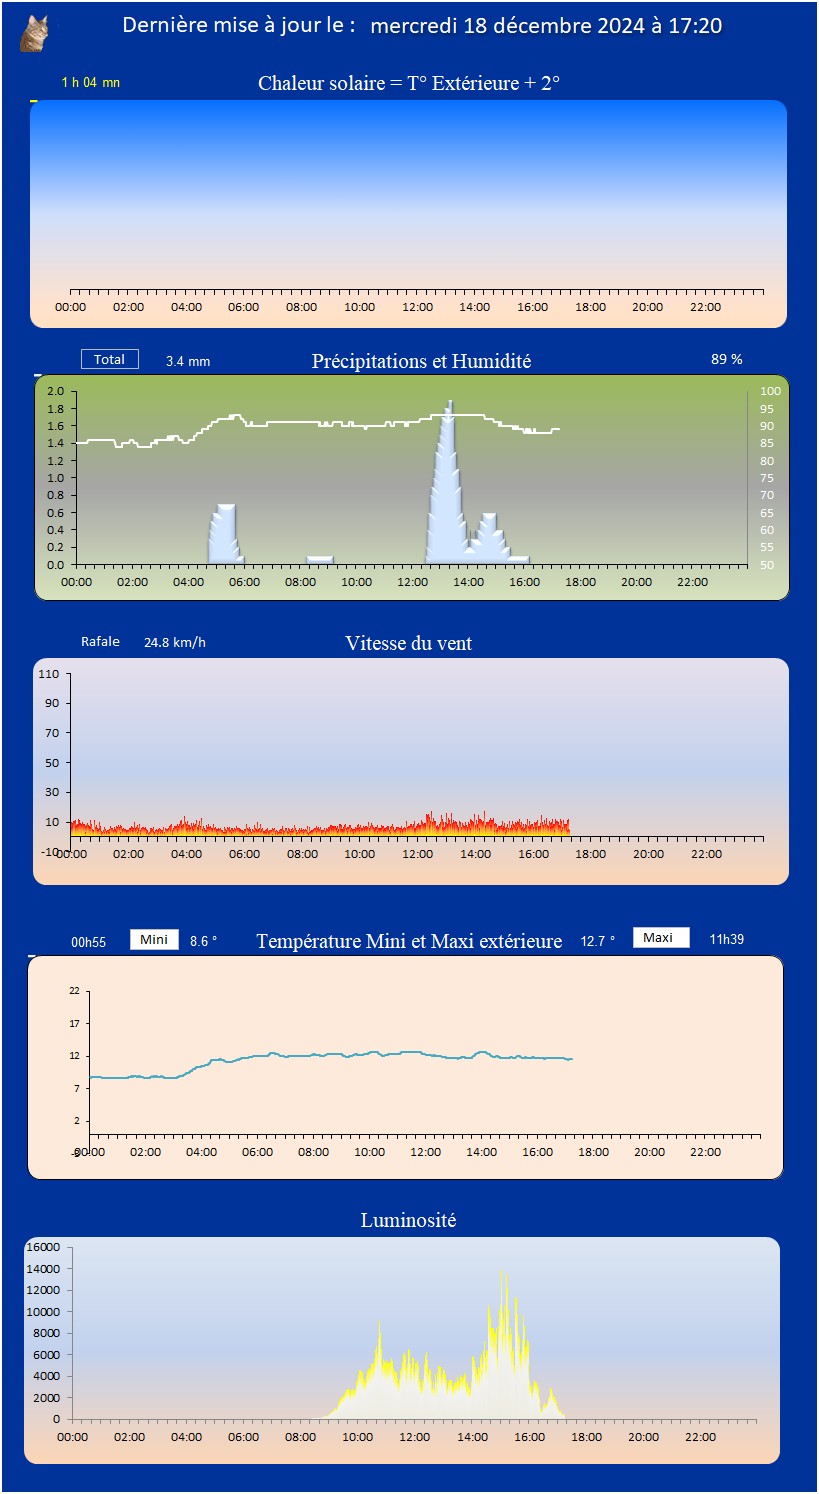 Dernière mise à jour le : mercredi 18 décembre 2024 à 17:20
1 h 04 mn Chaleur solaire = T° Extérieure + 2°
00:00 02:00 04:00 06:00 08:00 10:00 12:00 14:00 16:00 18:00 20:00 22:00
Total 3.4 mm Précipitations et Humidité 89 %
2.0 100
1.8 95
1.6 90
1.4 85
1.2 80
1.0 75
0.8 70
0.6 65
0.4 60
0.2 55
0.0 50
00:00 02:00 04:00 06:00 08:00 10:00 12:00 14:00 16:00 18:00 20:00 22:00
Rafale 24.8 km/h Vitesse du vent
110
90
70
50
30
10
-10 00:00 02:00 04:00 06:00 08:00 10:00 12:00 14:00 16:00 18:00 20:00 22:00
00h55 Mini 8.6 ° Température Mini et Maxi extérieure 12.7 ° Maxi 11h39
22
17
12
7
2
-3 00:00 02:00 04:00 06:00 08:00 10:00 12:00 14:00 16:00 18:00 20:00 22:00
Luminosité
16000
14000
12000
10000
8000
6000
4000
2000
0
00:00 02:00 04:00 06:00 08:00 10:00 12:00 14:00 16:00 18:00 20:00 22:00